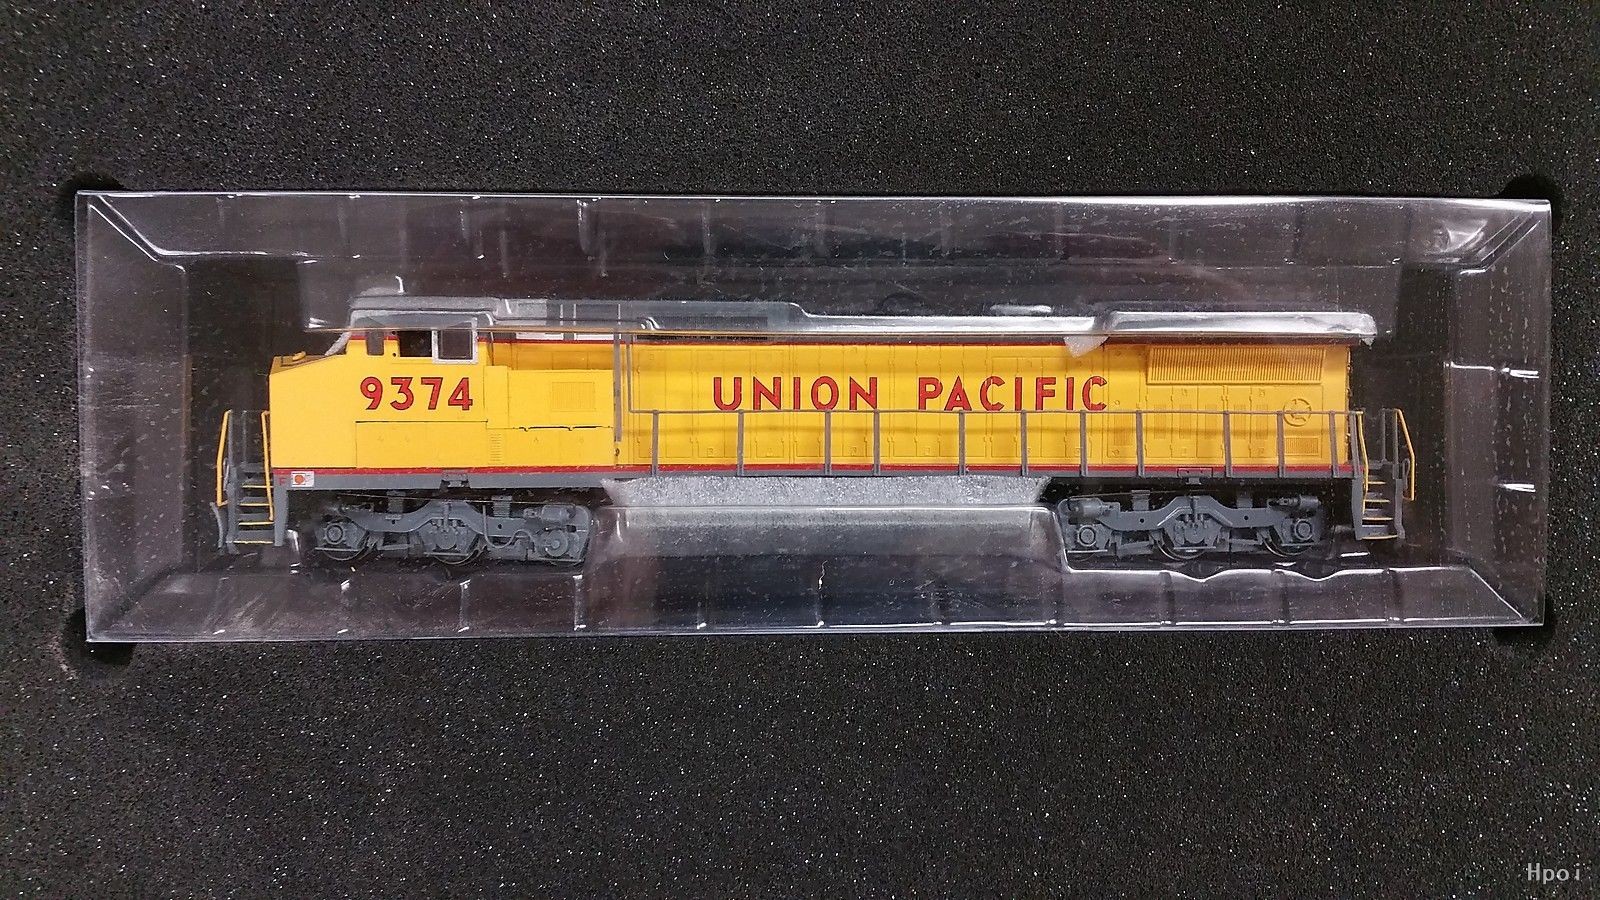 9374
UNION PACIFIC
F
Hpoi